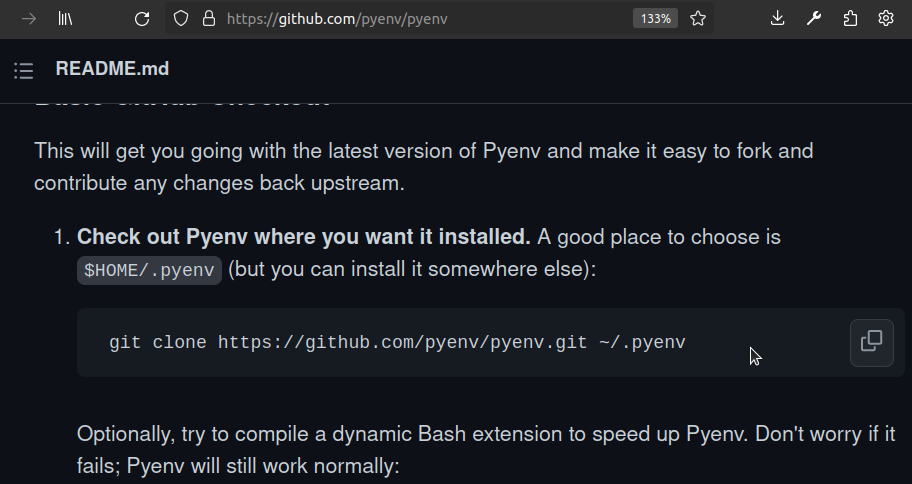 https://github.com/pyenv/pyenv
133%
README.md
This will get you going with the latest version of Pyenv and make it easy to fork and
contribute any changes back upstream.
1. Check out Pyenv where you want it installed. A good place to choose is
$HOME/.pyenv (but you can install it somewhere else):
git clone https://github.com/pyenv/pyenv.git ~/.pyenv
Optionally, try to compile a dynamic Bash extension to speed up Pyenv. Don't worry if it
fails; Pyenv will still work normally: